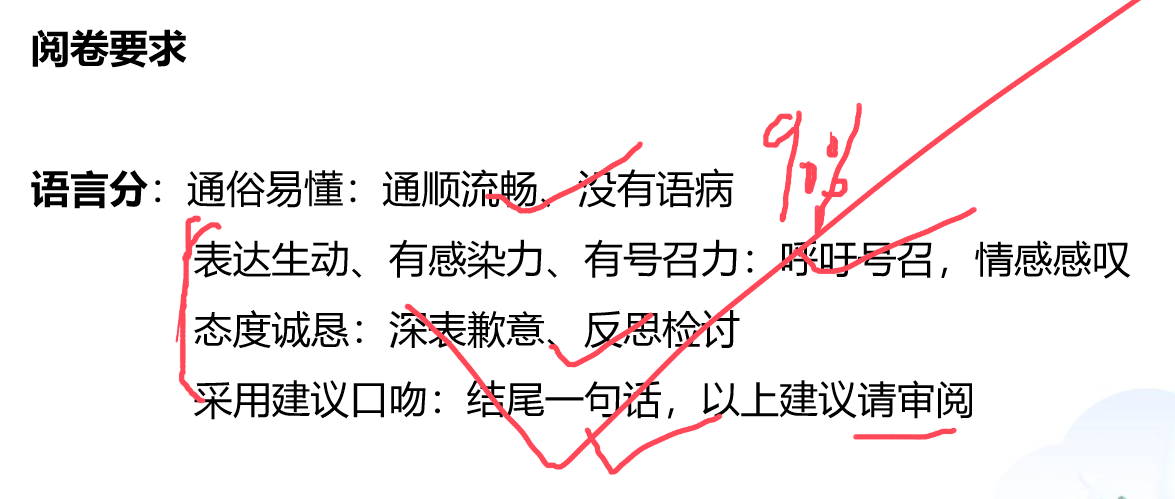 阅卷要求
语言分：通俗易懂：通顺流畅、没有语病
表达生动、有感染力、有号召力：呼吁号召，情感感叹
态度诚恳：深表歉意、反思检讨
采用建议口吻：结尾一句话，以上建议请审阅